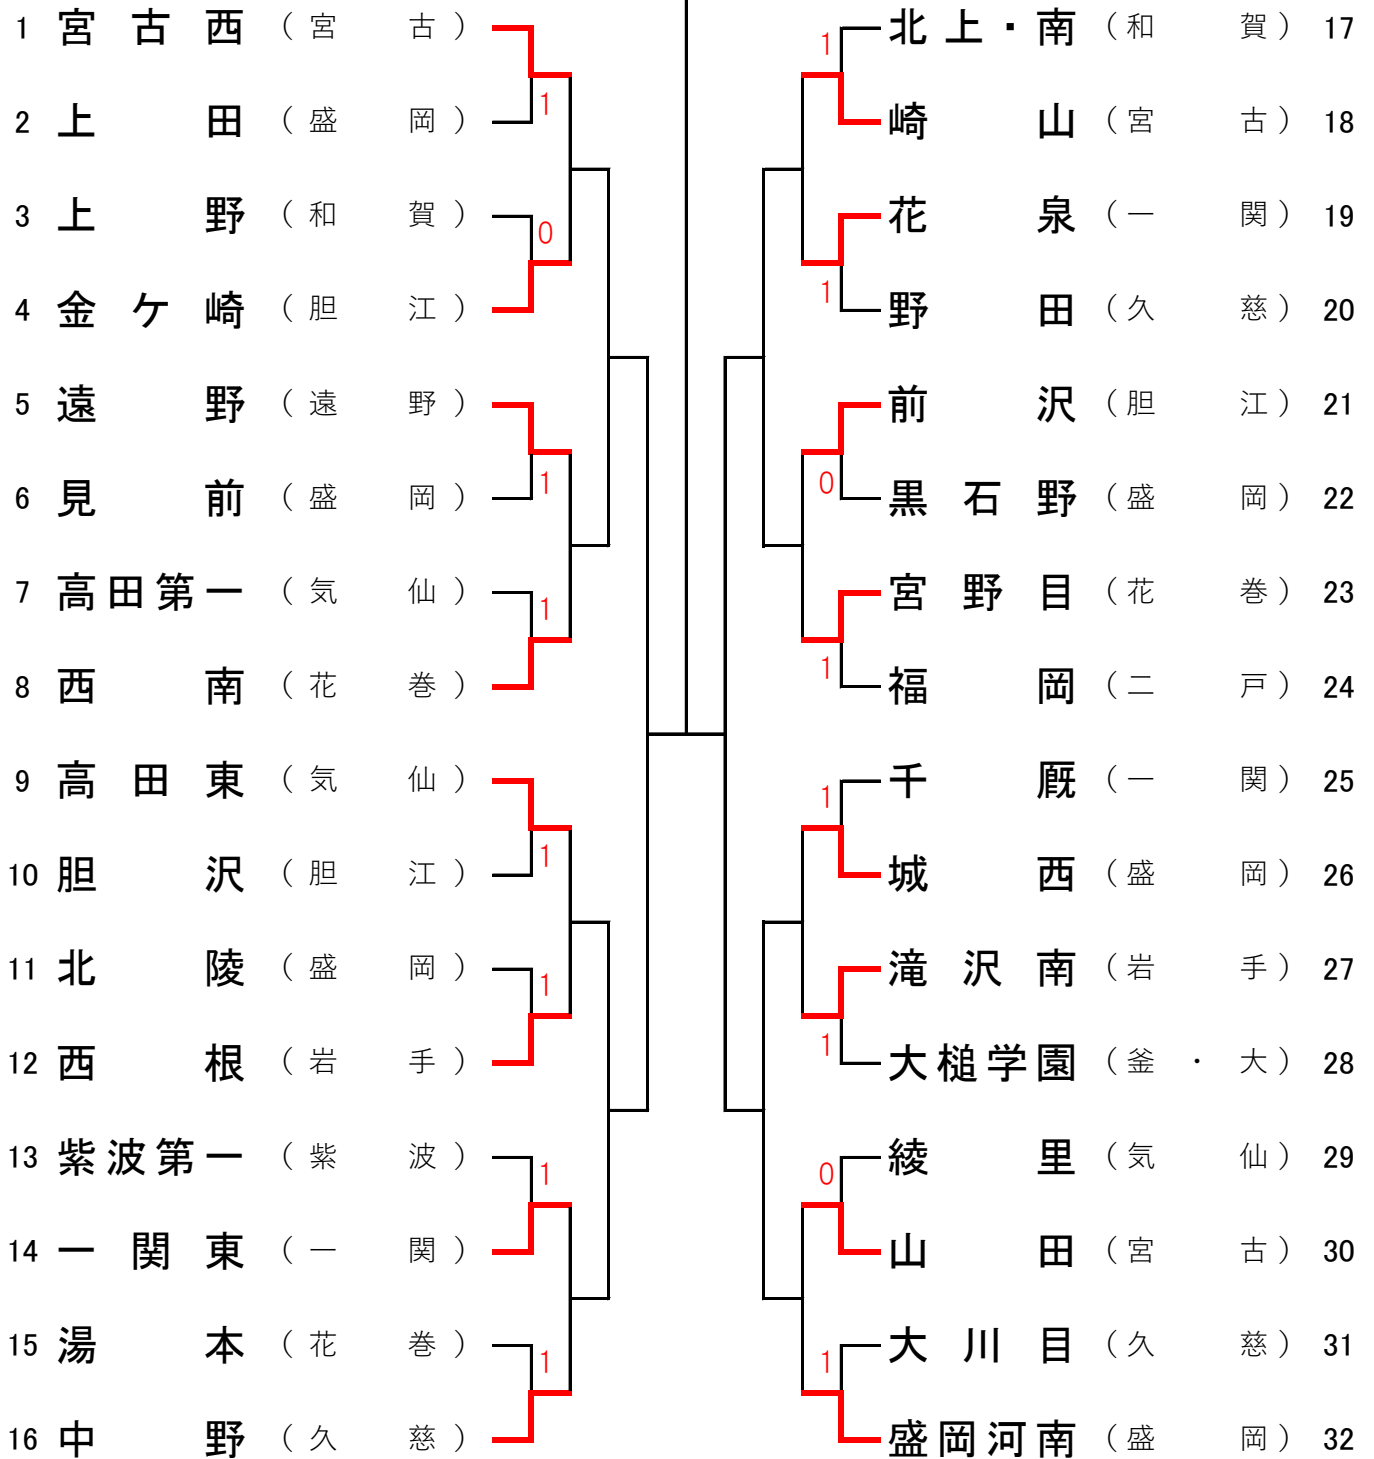 1 宮古西 （宮古） 北上・南 （和賀） 17
1
1
2 上田 （盛岡） 崎山 （宮古） 18
3 上野 （和賀） 花泉 （一関） 19
0
1
4 金ケ崎 （胆江） 野田 （久慈） 20
5 遠野 （遠野） 前沢 （胆江） 21
1
0
6 見前 （盛岡） 黒石野 （盛岡） 22
7 高田第一 （気仙） 宮野目 （花巻） 23
1
1
8 西南 （花巻） 福岡 （二戸） 24
9 高田東 （気仙） 千厩 （一関） 25
1
1
10 胆沢 （胆江） 城西 （盛岡） 26
11 北陵 （盛岡） 滝沢南 （岩手） 27
1
1
12 西根 （岩手） 大槌学園 （釜・大） 28
13 紫波第一 （紫波） 綾里 （気仙） 29
1
0
14 一関東 （一関） 山田 （宮古） 30
15 湯本 （花巻） 大川目 （久慈） 31
1
1
16 中野 （久慈） 盛岡河南 （盛岡） 32